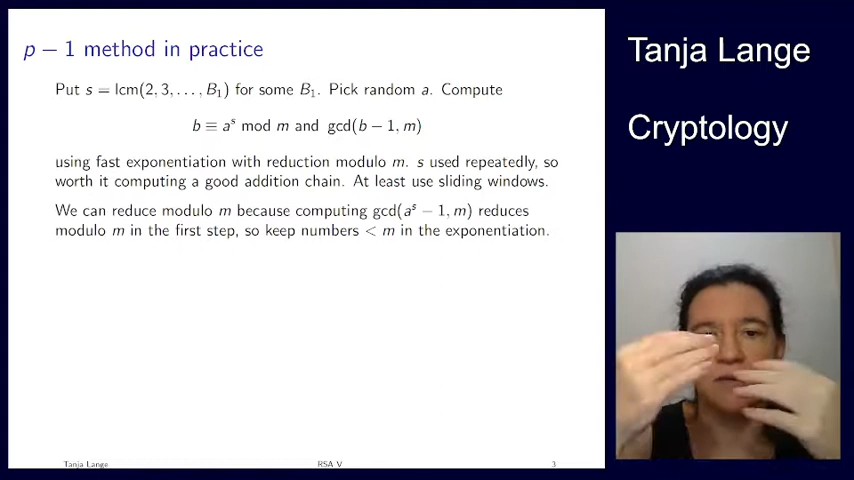 p − 1 method in practice
Put s = lcm(2, 3, . . . , B₁) for some B₁. Pick random a. Compute
b ≡ aˢ mod m and gcd(b − 1, m)
using fast exponentiation with reduction modulo m. s used repeatedly, so
worth it computing a good addition chain. At least use sliding windows.
We can reduce modulo m because computing gcd(aˢ − 1, m) reduces
modulo m in the first step, so keep numbers < m in the exponentiation.
Tanja Lange
RSA V
3
Tanja Lange
Cryptology